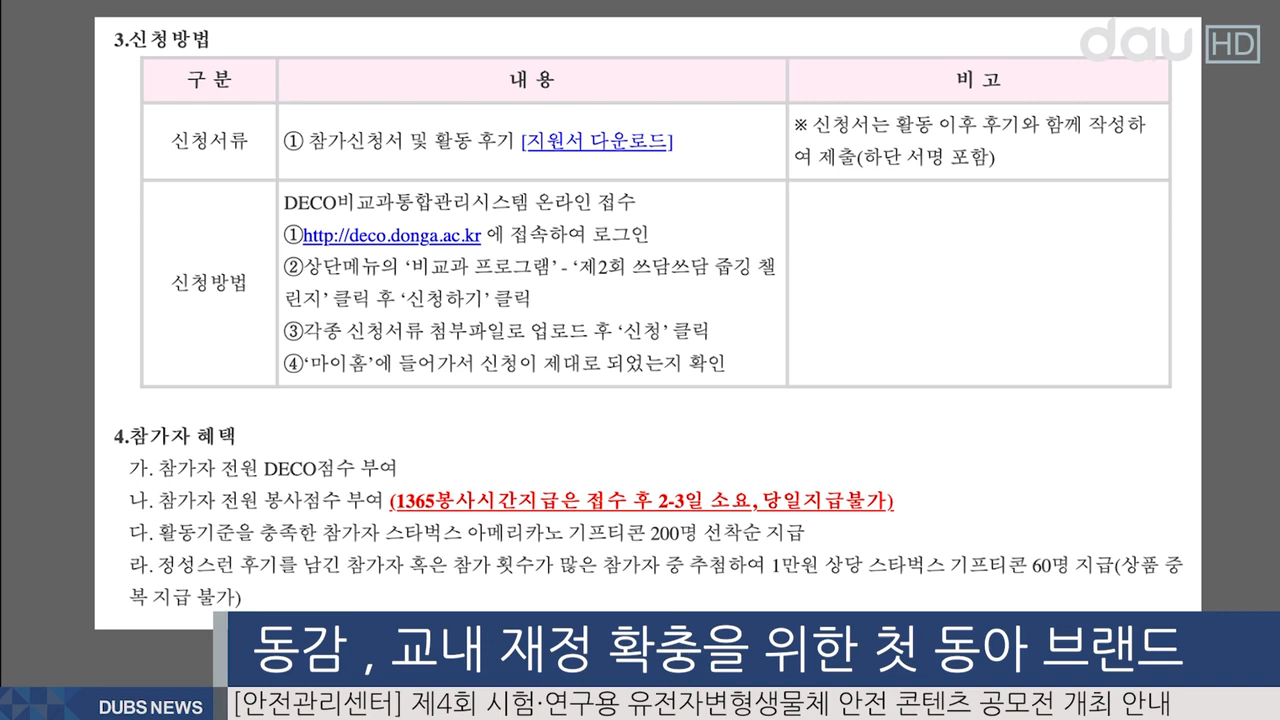 3.신청방법
dau HD
구 분 내 용 비 고
신청서류 ① 참가신청서 및 활동 후기 [지원서 다운로드] ※ 신청서는 활동 이후 후기와 함께 작성하
여 제출(하단 서명 포함)
신청방법
DECO비교과통합관리시스템 온라인 접수
①http://deco.donga.ac.kr 에 접속하여 로그인
②상단메뉴의 ‘비교과 프로그램’ - ‘제2회 쓰담쓰담 줍깅 챌
린지’ 클릭 후 ‘신청하기’ 클릭
③각종 신청서류 첨부파일로 업로드 후 ‘신청’ 클릭
④‘마이홈’에 들어가서 신청이 제대로 되었는지 확인
4.참가자 혜택
가. 참가자 전원 DECO점수 부여
나. 참가자 전원 봉사점수 부여 (1365봉사시간지급은 접수 후 2-3일 소요, 당일지급불가)
다. 활동기준을 충족한 참가자 스타벅스 아메리카노 기프티콘 200명 선착순 지급
라. 정성스런 후기를 남긴 참가자 혹은 참가 횟수가 많은 참가자 중 추첨하여 1만원 상당 스타벅스 기프티콘 60명 지급(상품 중
복 지급 불가)
동감 , 교내 재정 확충을 위한 첫 동아 브랜드
DUBS NEWS [안전관리센터] 제4회 시험·연구용 유전자변형생물체 안전 콘텐츠 공모전 개최 안내